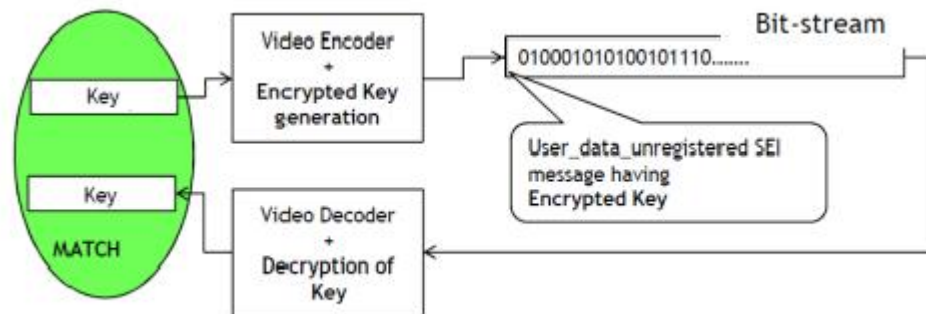 Key
Video Encoder
+
Encrypted Key
generation
Bit-stream
010001010100101110.......
User_data_unregistered SEI
message having
Encrypted Key
Key
MATCH
Video Decoder
+
Decryption of
Key